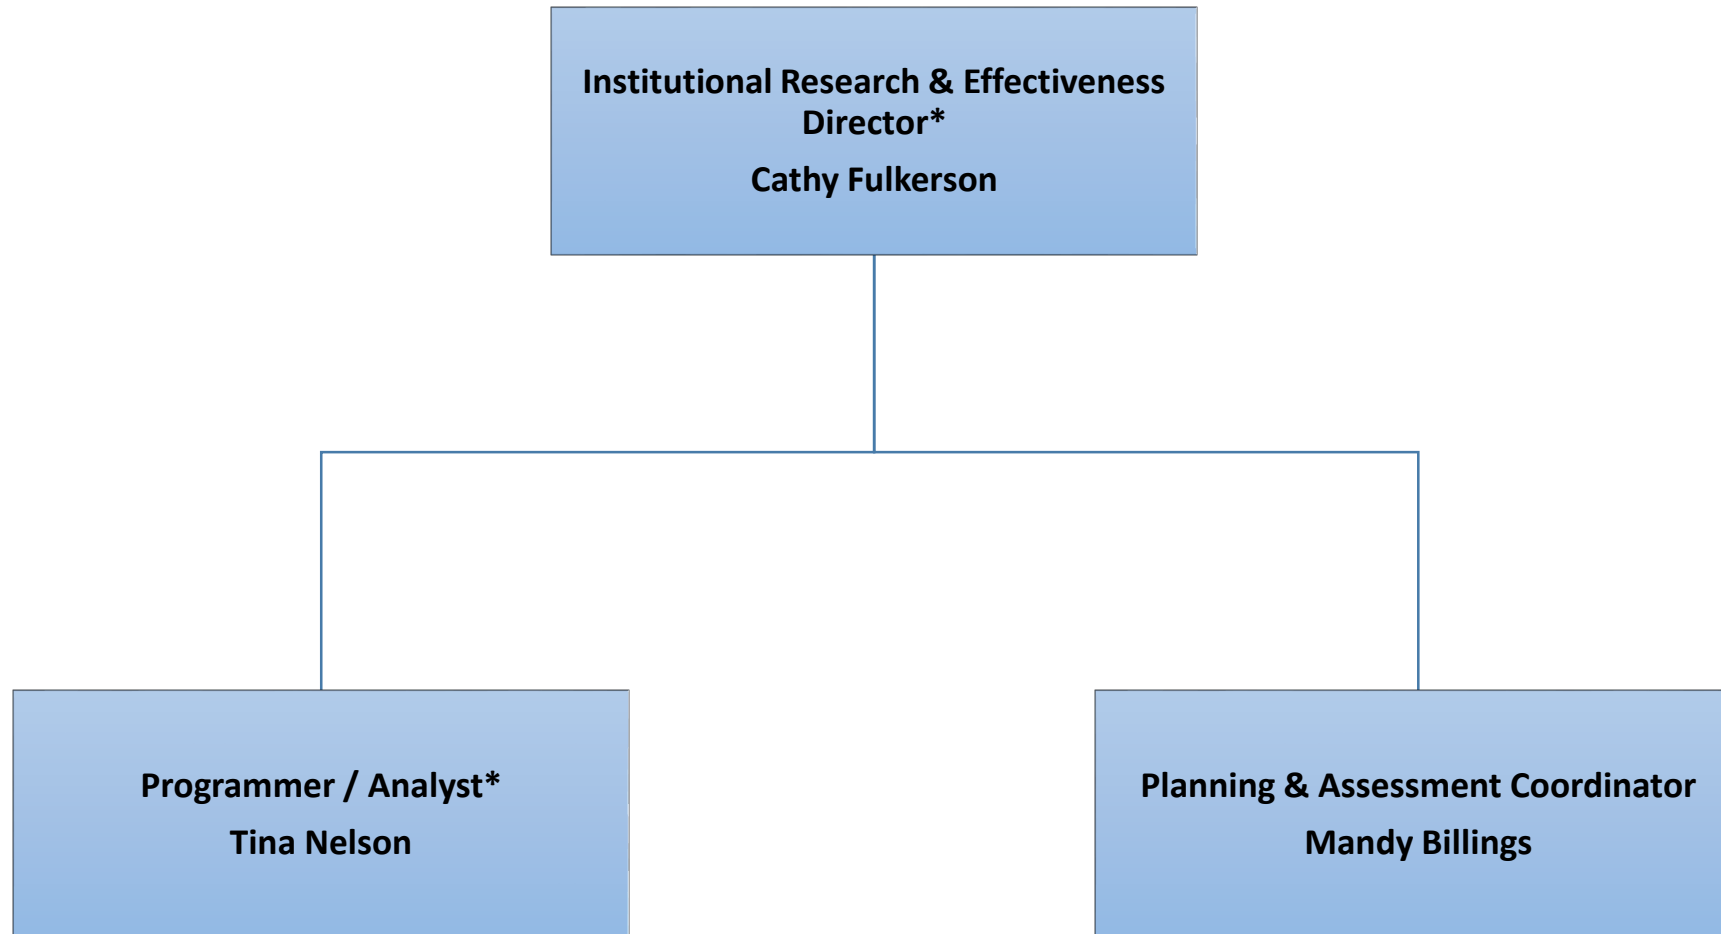 Institutional Research & Effectiveness
Director*
Cathy Fulkerson
Programmer / Analyst*
Tina Nelson
Planning & Assessment Coordinator
Mandy Billings